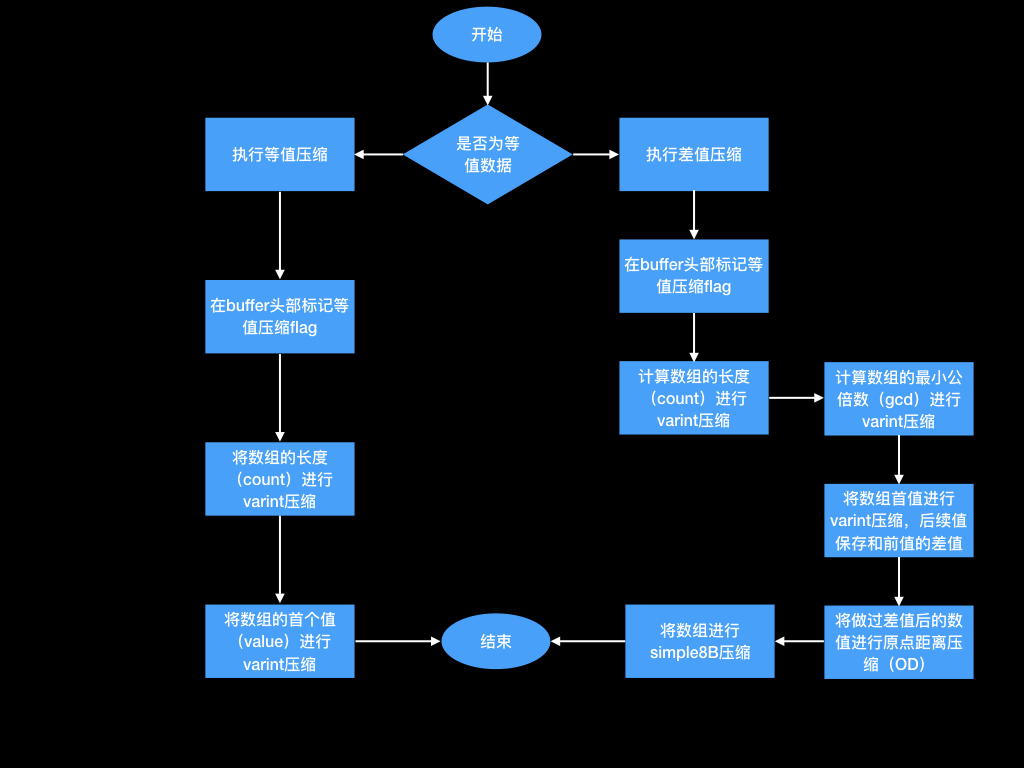 开始
是否为等
值数据
执行等值压缩
在buffer头部标记等
值压缩flag
将数组的长度
（count）进行
varint压缩
将数组的首个值
（value）进行
varint压缩
执行差值压缩
在buffer头部标记等
值压缩flag
计算数组的长度
（count）进行
varint压缩
计算数组的最小公
倍数（gcd）进行
varint压缩
将数组首值进行
varint压缩，后续值
保存和前值的差值
将做过差值后的数
值进行原点距离压
缩（OD）
将数组进行
simple8B压缩
结束